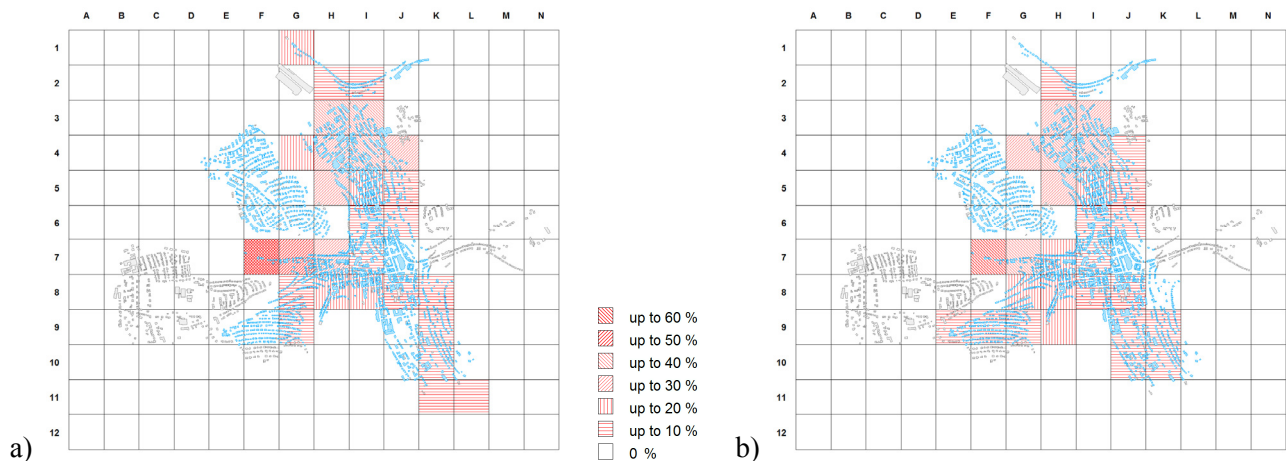 A B C D E F G H I J K L M N
1
2
3
4
5
6
7
8
9
10
11
12
a)
up to 60 %
up to 50 %
up to 40 %
up to 30 %
up to 20 %
up to 10 %
0 %
A B C D E F G H I J K L M N
1
2
3
4
5
6
7
8
9
10
11
12
b)